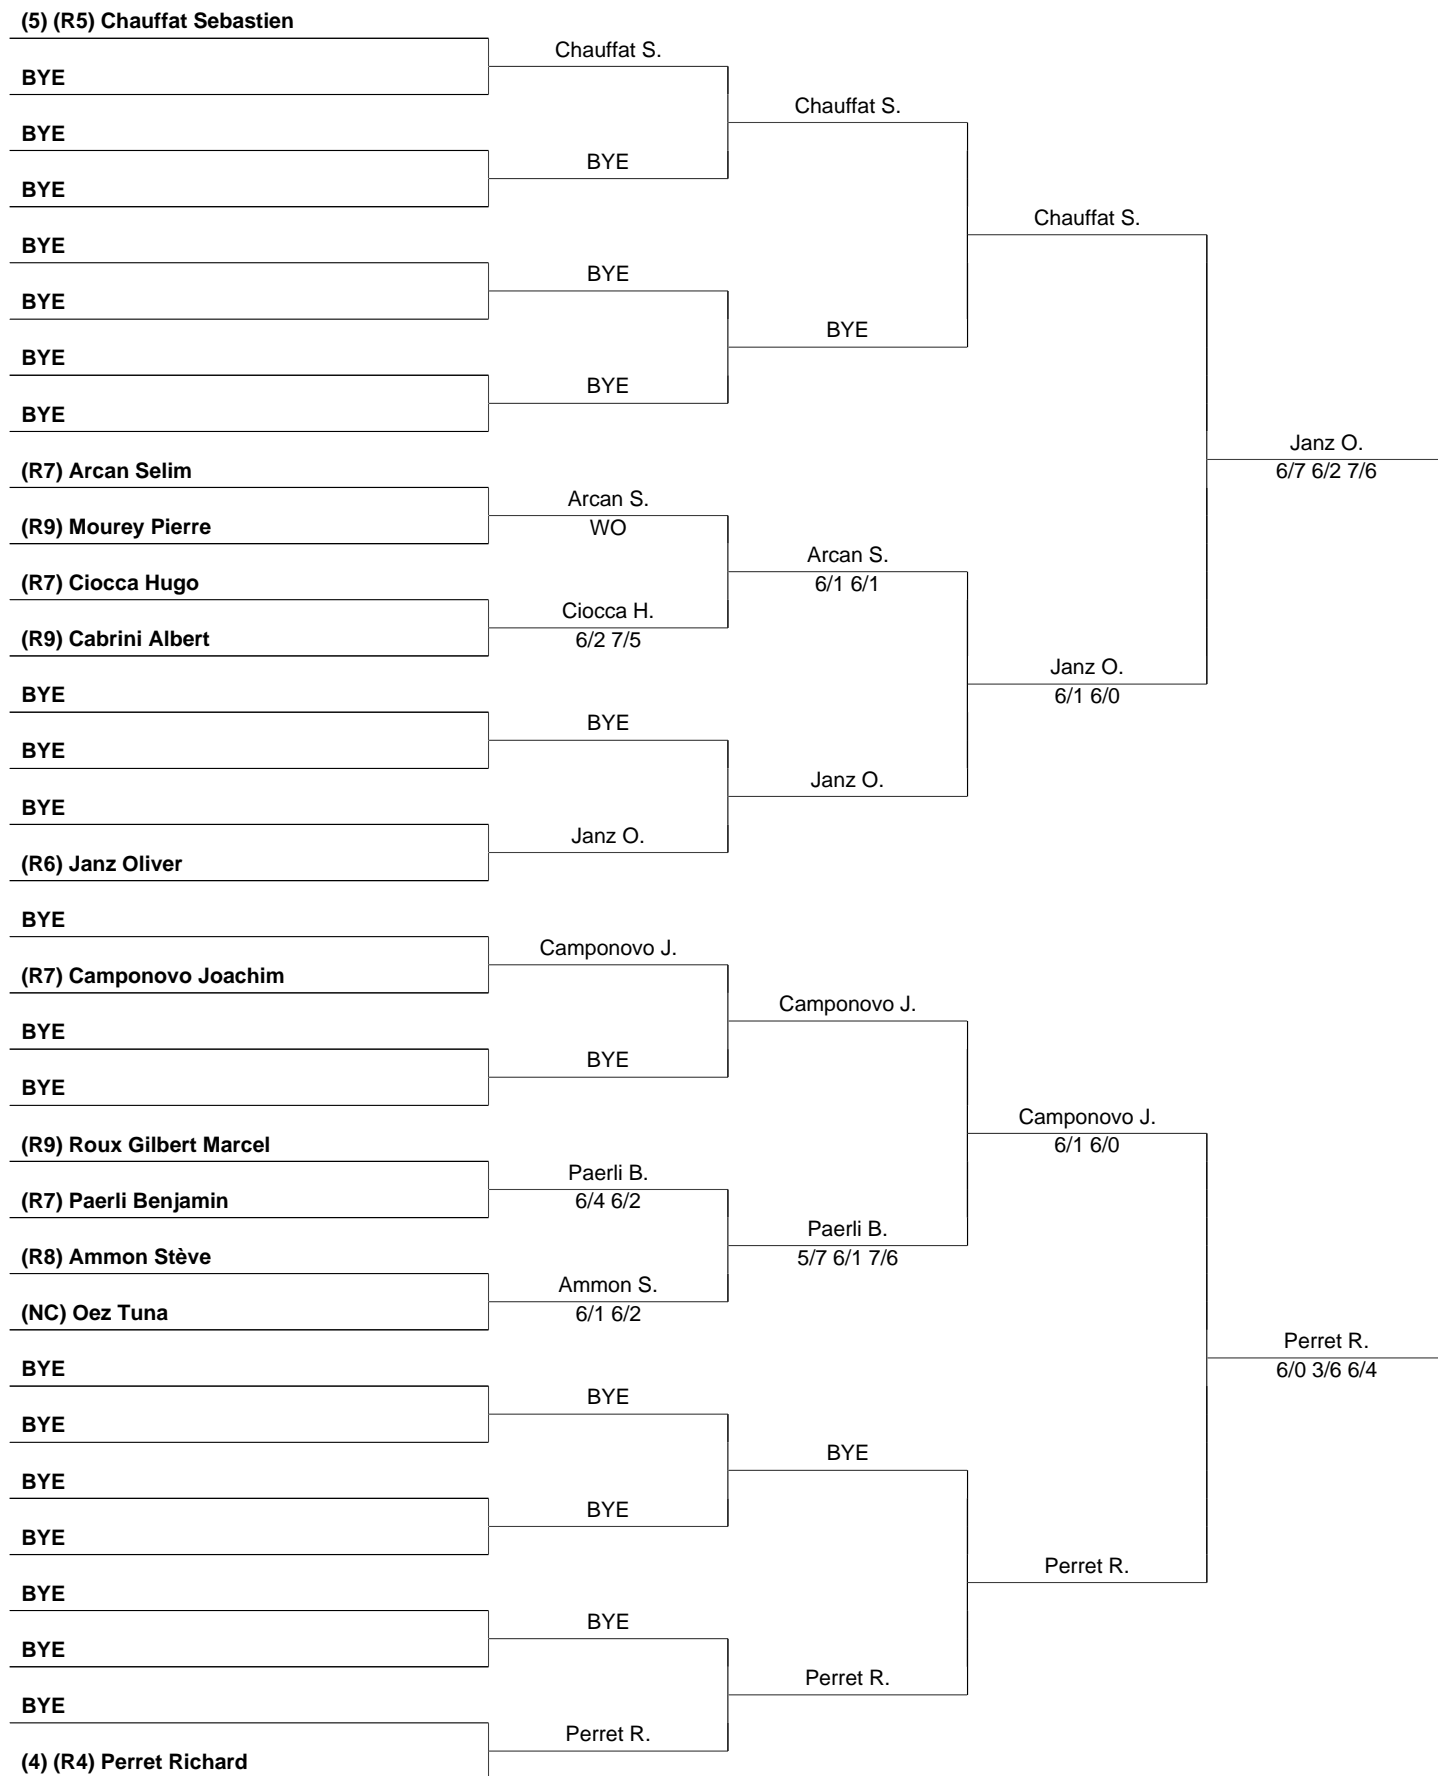 (5) (R5) Chauffat Sebastien
BYE
BYE
BYE
BYE
BYE
BYE
BYE
(R7) Arcan Selim
(R9) Mourey Pierre
(R7) Ciocca Hugo
(R9) Cabrini Albert
BYE
BYE
BYE
(R6) Janz Oliver
BYE
(R7) Camponovo Joachim
BYE
BYE
(R9) Roux Gilbert Marcel
(R7) Paerli Benjamin
(R8) Ammon Stève
(NC) Oez Tuna
BYE
BYE
BYE
BYE
BYE
BYE
BYE
(4) (R4) Perret Richard
Chauffat S.
BYE
BYE
BYE
Arcan S.
WO
Ciocca H.
6/2 7/5
BYE
Janz O.
Camponovo J.
BYE
Paerli B.
6/4 6/2
Ammon S.
6/1 6/2
BYE
BYE
BYE
Perret R.
Chauffat S.
BYE
Arcan S.
6/1 6/1
Janz O.
Camponovo J.
Paerli B.
5/7 6/1 7/6
BYE
Perret R.
Chauffat S.
Janz O.
6/1 6/0
Camponovo J.
6/1 6/0
Perret R.
Janz O.
6/7 6/2 7/6
Perret R.
6/0 3/6 6/4